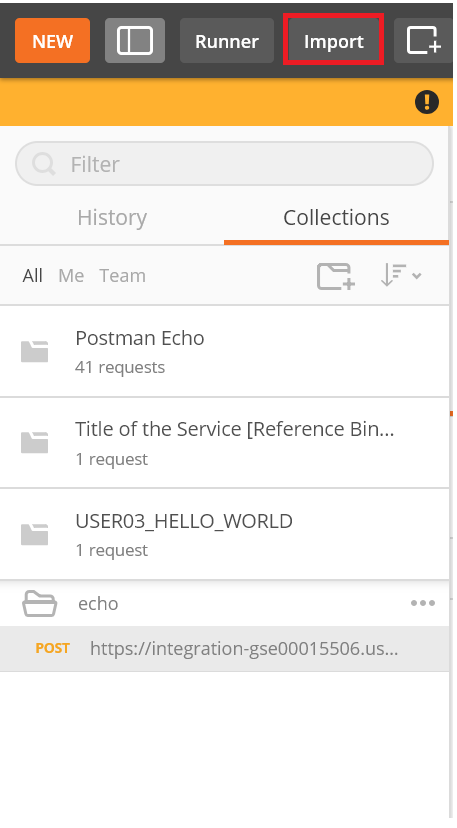 NEW Runner Import
Filter
History Collections
All Me Team
Postman Echo
41 requests
Title of the Service [Reference Bin...
1 request
USER03_HELLO_WORLD
1 request
echo
POST https://integration-gse00015506.us...